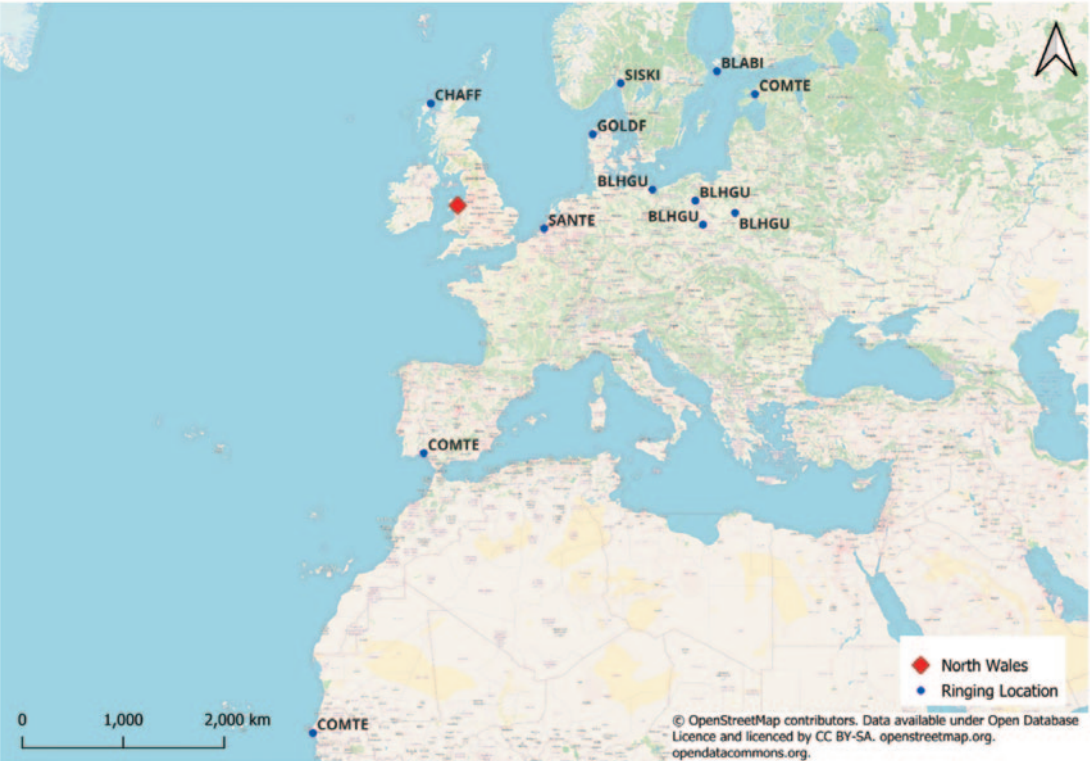 BLABI
SISKI
COMTE
CHAFF
GOLDF
BLHGU
BLHGU
BLHGU
SANTE
BLHGU
COMTE
North Wales
Ringing Location
0 1,000 2,000 km
COMTE
© OpenStreetMap contributors. Data available under Open Database
Licence and licenced by CC BY-SA. openstreetmap.org.
opendatacommons.org.